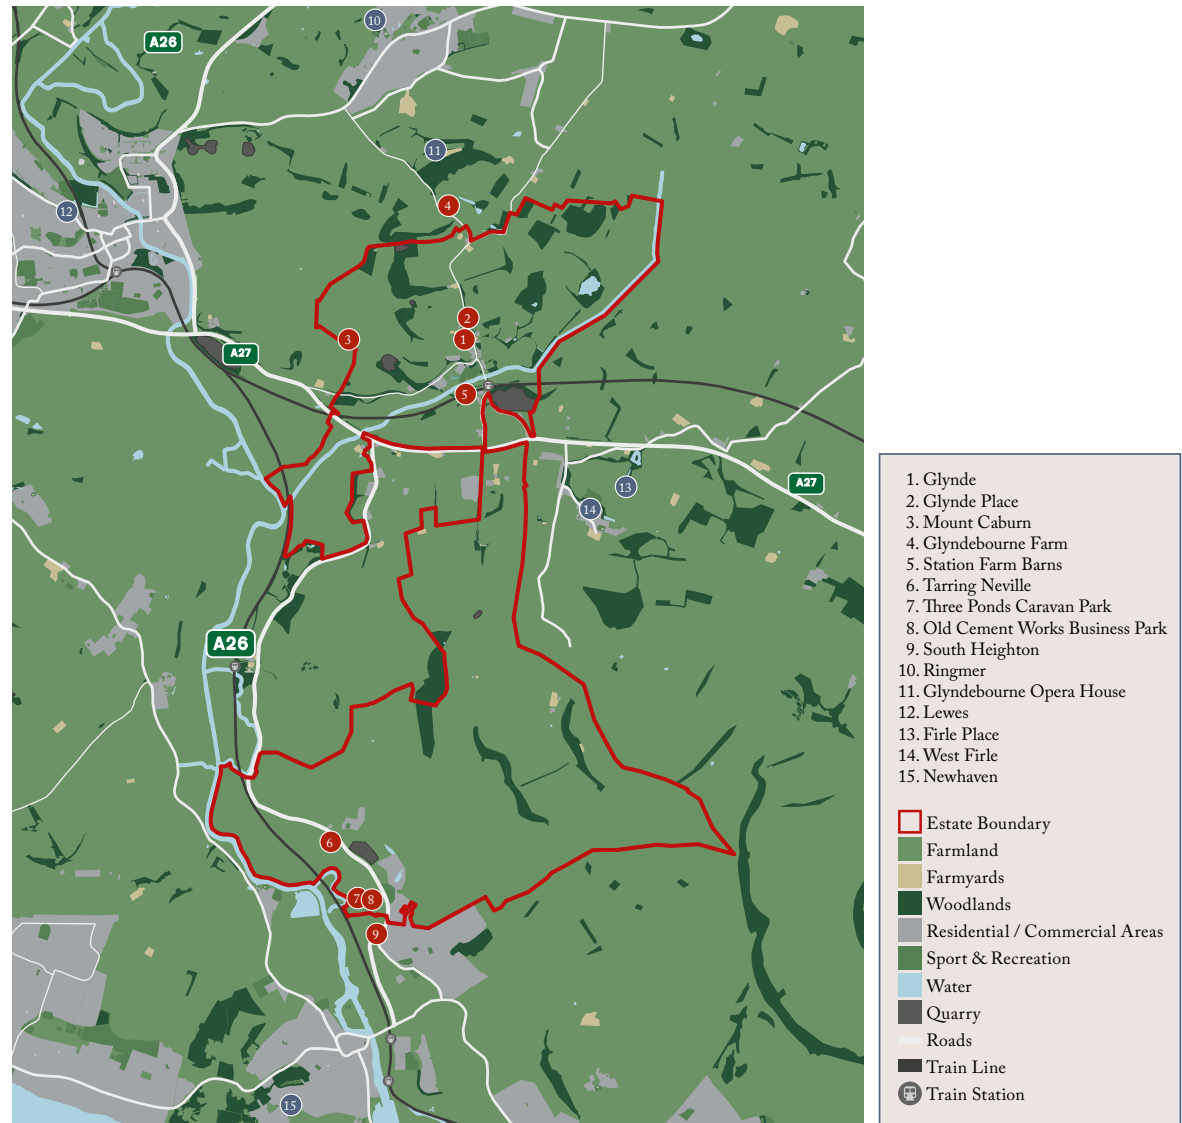 10
A26
11
4
12
2
3
1
A27
5
13
A27
14
A26
6
7
8
9
15
1. Glynde
2. Glynde Place
3. Mount Caburn
4. Glyndebourne Farm
5. Station Farm Barns
6. Tarring Neville
7. Three Ponds Caravan Park
8. Old Cement Works Business Park
9. South Heighton
10. Ringmer
11. Glyndebourne Opera House
12. Lewes
13. Firle Place
14. West Firle
15. Newhaven
Estate Boundary
Farmland
Farmyards
Woodlands
Residential / Commercial Areas
Sport & Recreation
Water
Quarry
Roads
Train Line
Train Station